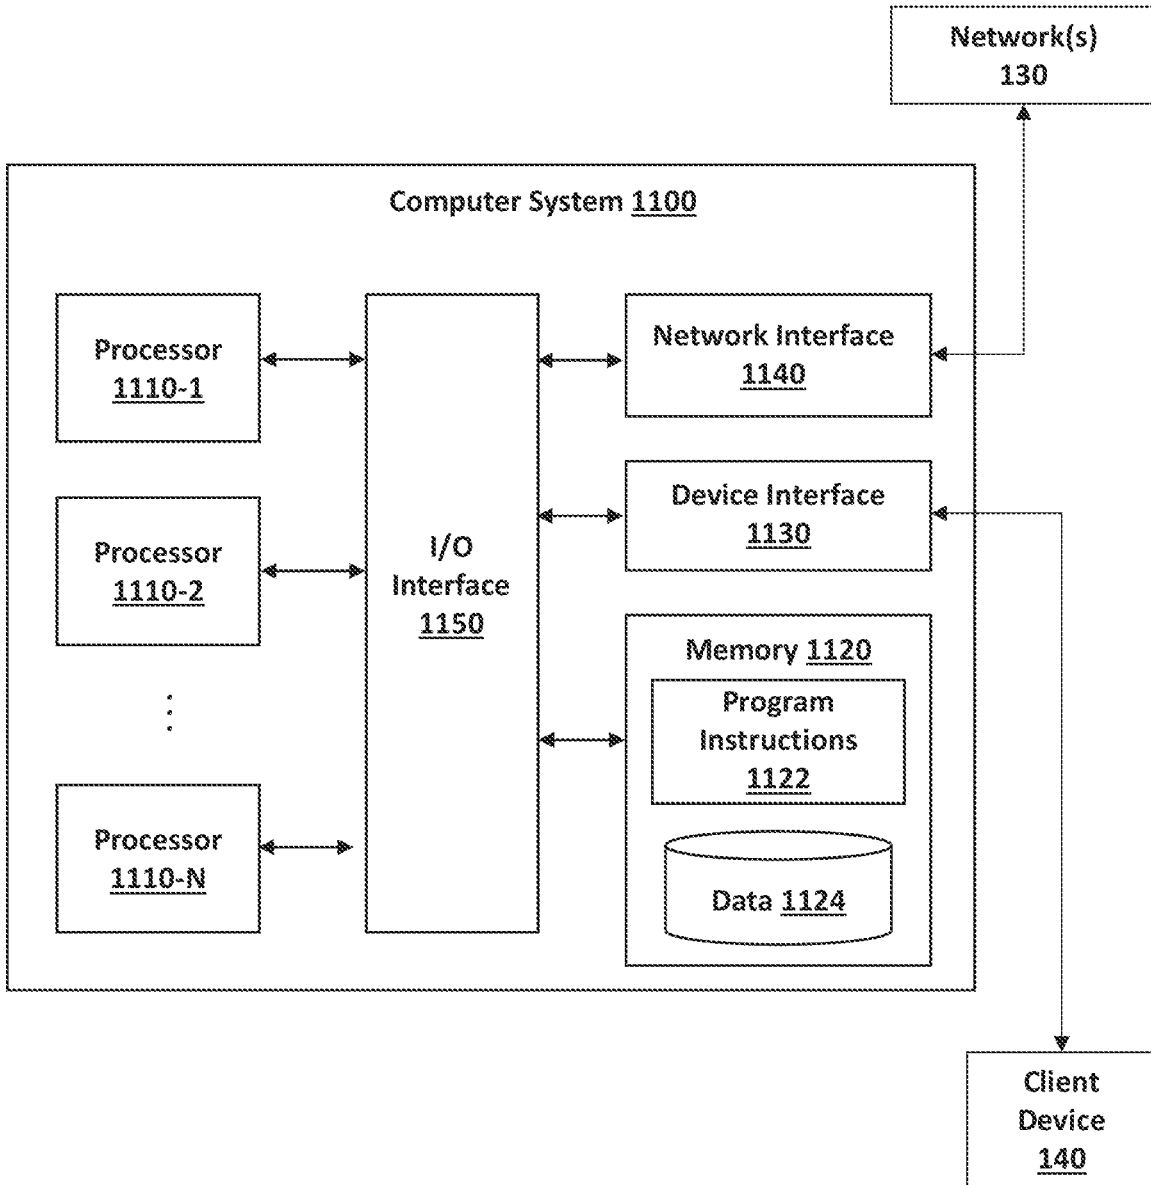 Network(s)
130
Computer System 1100
Processor
1110-1
Network Interface
1140
Device Interface
1130
Processor
1110-2
I/O
Interface
1150
Memory 1120
Program
Instructions
1122
⋮
Processor
1110-N
Data 1124
Client
Device
140